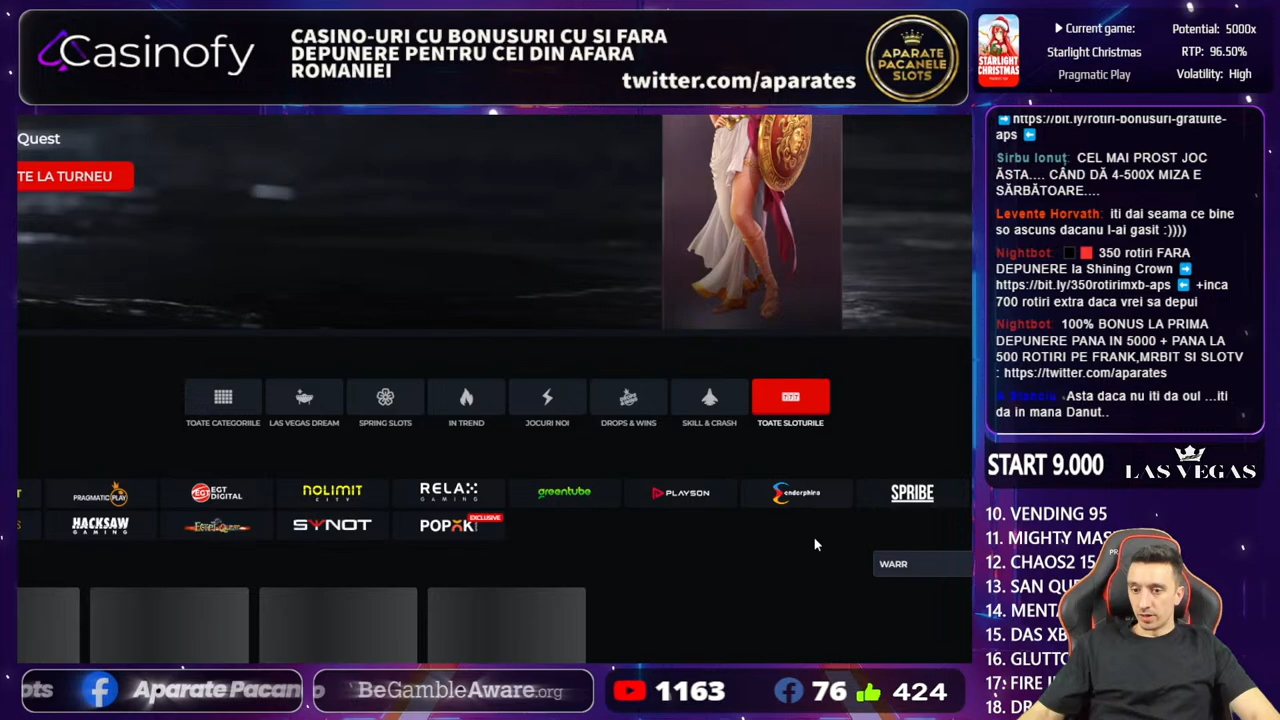 Casinofy
CASINO-URI CU BONUSURI CU SI FARA
DEPUNERE PENTRU CEI DIN AFARA
ROMANIEI
twitter.com/aparates
APARATE
PACANELE
SLOTS
STARLIGHT
CHRISTMAS
Current game:
Starlight Christmas
Pragmatic Play
Potential: 5000x
RTP: 96.50%
Volatility: High
Quest
TE LA TURNEU
TOATE CATEGORIILE
LAS VEGAS DREAM
SPRING SLOTS
IN TREND
JOCURI NOI
DROPS & WINS
SKILL & CRASH
777
TOATE SLOTURILE
PRAGMATIC PLAY
EGT DIGITAL
NOLIMIT CITY
RELAX GAMING
greentube
PLAYSON
endorphina
SPRIBE
HACKSAW GAMING
SYNOT
POPOKI
EXCLUSIVE
WARR
https://bit.ly/rotiri-bonusuri-gratuite-
aps
Sirbu Ionuț: CEL MAI PROST JOC
ĂSTA.... CÂND DĂ 4-500X MIZA E
SĂRBĂTOARE....
Levente Horvath: iti dai seama ce bine
so ascuns dacanu l-ai gasit :))))
Nightbot: 350 rotiri FARA
DEPUNERE la Shining Crown
https://bit.ly/350rotirimxb-aps +inca
700 rotiri extra daca vrei sa depui
Nightbot: 100% BONUS LA PRIMA
DEPUNERE PANA IN 5000 + PANA LA
500 ROTIRI PE FRANK,MRBIT SI SLOTV
: https://twitter.com/aparates
A Stanciu: Asta daca nu iti da oul ...iti
da in mana Danut..
START 9.000
LAS VEGAS
10. VENDING 95
11. MIGHTY MAS
12. CHAOS2 15
13. SAN QU
14. MENTA
15. DAS XB
16. GLUTTO
17. FIRE I
18. DR
ots
Aparate Pacan
o
BeGambleAware.org
1163
76
424